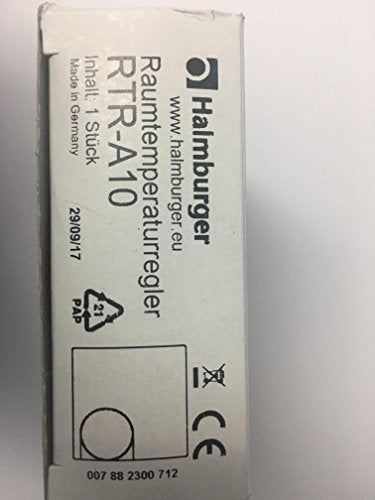 Halmburger
www.halmburger.eu
Raumtemperaturregler
RTR-A10
Inhalt: 1 Stück
Made in Germany
29/09/17
21
PAP
CE
007 88 2300 712